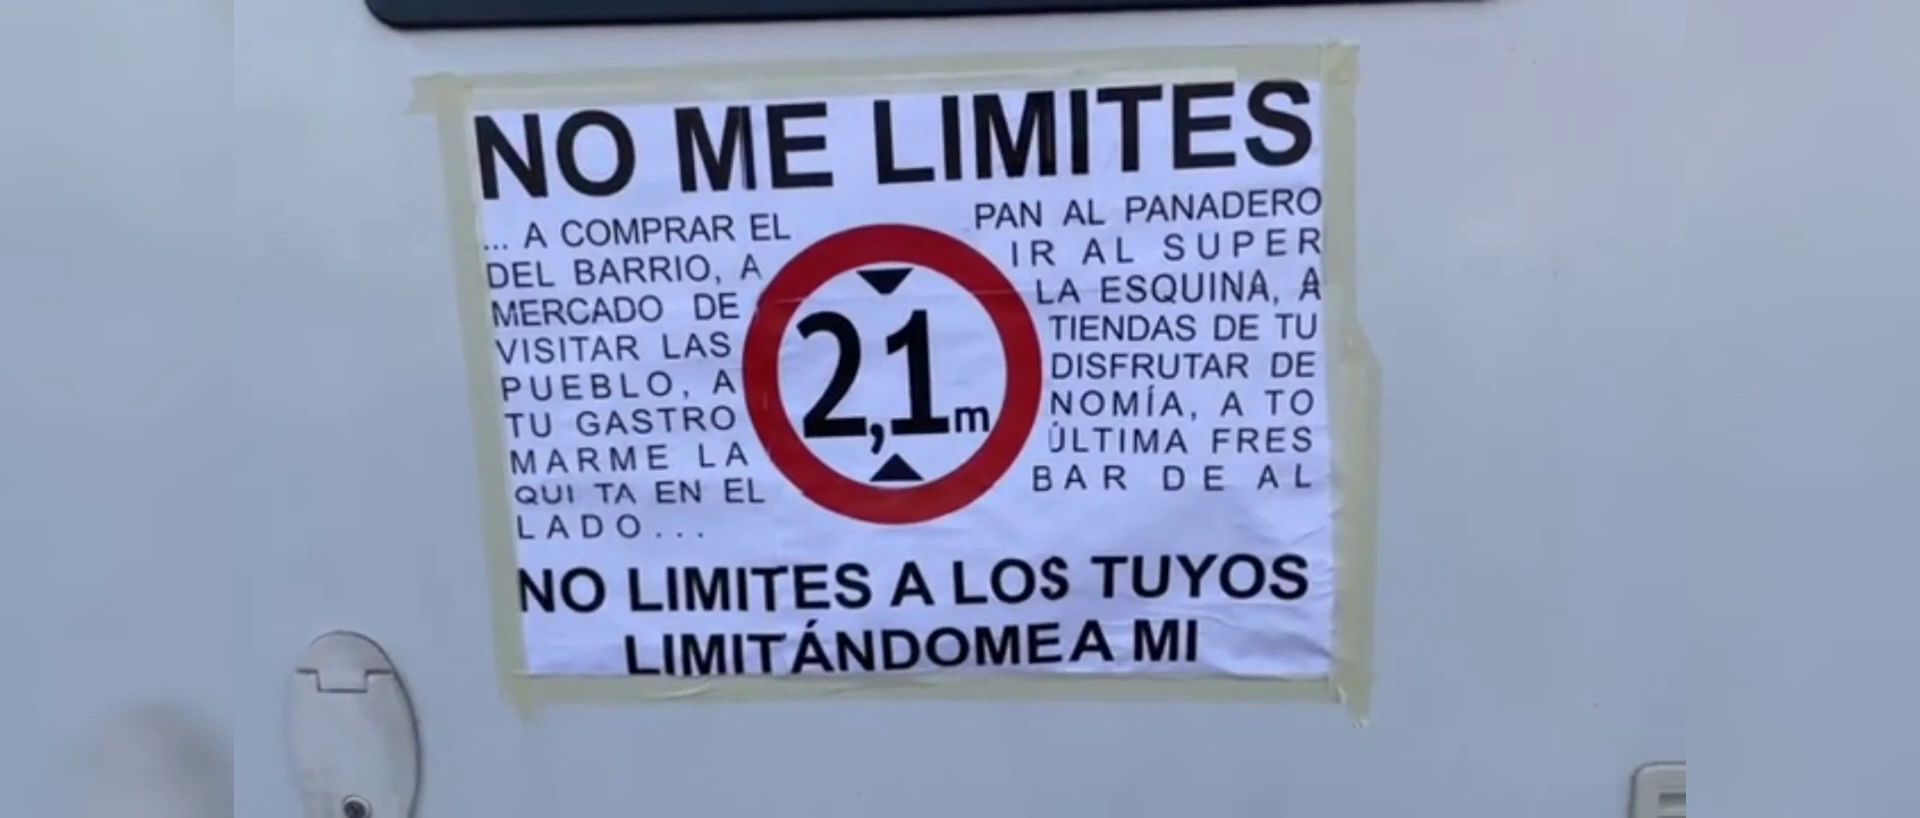 NO ME LIMITES
... A COMPRAR EL PAN AL PANADERO
DEL BARRIO, A IR AL SUPER
MERCADO DE LA ESQUINA, A
VISITAR LAS TIENDAS DE TU
PUEBLO, A DISFRUTAR DE
TU GASTRO NOMÍA, A TO
MARME LA ÚLTIMA FRES
QUI TA EN EL BAR DE AL
LADO...
2,1m
NO LIMITES A LOS TUYOS
LIMITÁNDOME A MI